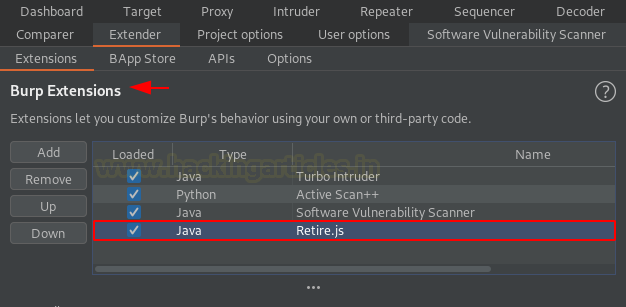 Dashboard Target Proxy Intruder Repeater Sequencer Decoder
Comparer Extender Project options User options Software Vulnerability Scanner
Extensions BApp Store APIs Options
Burp Extensions
?
Extensions let you customize Burp's behavior using your own or third-party code.
Add
Remove
Up
Down
Loaded Type Name
www.hackingarticles.in
Java Turbo Intruder
Python Active Scan++
Java Software Vulnerability Scanner
Java Retire.js